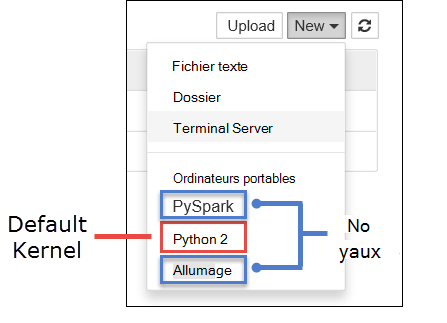 Upload
New
Fichier texte
Dossier
Terminal Server
Ordinateurs portables
PySpark
Python 2
Allumage
Default
Kernel
No
yaux